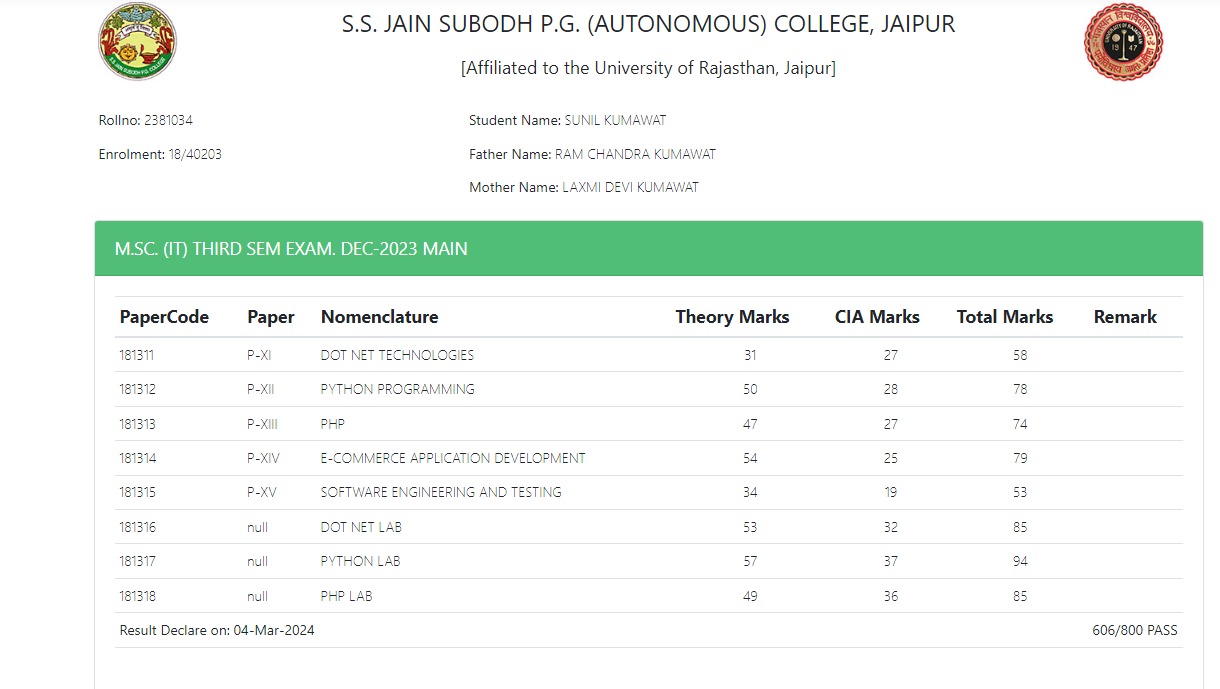 S.S. JAIN SUBODH P.G. (AUTONOMOUS) COLLEGE, JAIPUR
[Affiliated to the University of Rajasthan, Jaipur]
Rollno: 2381034 Student Name: SUNIL KUMAWAT
Enrolment: 18/40203 Father Name: RAM CHANDRA KUMAWAT
Mother Name: LAXMI DEVI KUMAWAT
M.SC. (IT) THIRD SEM EXAM. DEC-2023 MAIN
PaperCode Paper Nomenclature Theory Marks CIA Marks Total Marks Remark
181311 P-XI DOT NET TECHNOLOGIES 31 27 58
181312 P-XII PYTHON PROGRAMMING 50 28 78
181313 P-XIII PHP 47 27 74
181314 P-XIV E-COMMERCE APPLICATION DEVELOPMENT 54 25 79
181315 P-XV SOFTWARE ENGINEERING AND TESTING 34 19 53
181316 null DOT NET LAB 53 32 85
181317 null PYTHON LAB 57 37 94
181318 null PHP LAB 49 36 85
Result Declare on: 04-Mar-2024 606/800 PASS